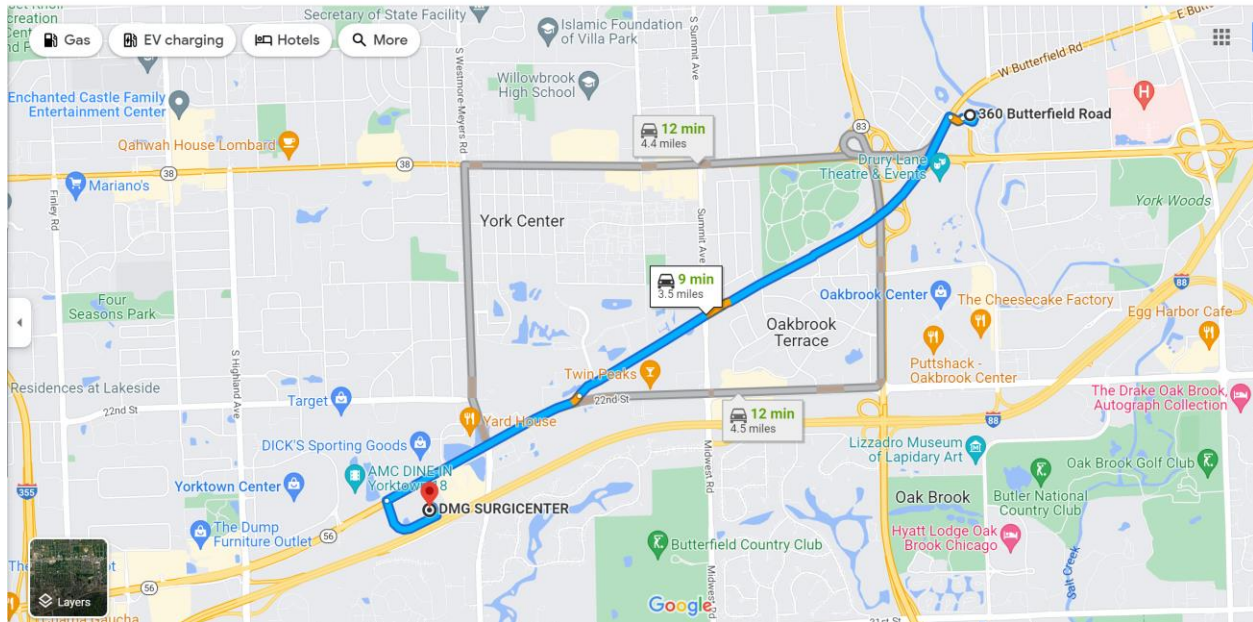 Secretary of State Facility
Gas
EV charging
Hotels
More
Islamic Foundation
of Villa Park
S Summit Ave
E Bu
W Butterfield Rd
S Westmore-Meyers Rd
Willowbrook
High School
Enchanted Castle Family
Entertainment Center
H
360 Butterfield Road
12 min
4.4 miles
83
Qahwah House Lombard
38
38
38
Drury Lane
Theatre & Events
Mariano's
Finley Rd
York Center
Summit Ave
York Woods
9 min
3.5 miles
88
Four
Seasons Park
Oakbrook Center
The Cheesecake Factory
Egg Harbor Cafe
Oakbrook
Terrace
S Highland Ave
Puttshack -
Oakbrook Center
Residences at Lakeside
Twin Peaks
22nd St
Target
22nd St
The Drake Oak Brook,
Autograph Collection
12 min
4.5 miles
88
Yard House
DICK'S Sporting Goods
Midwest Rd
Lizzadro Museum
of Lapidary Art
Oak Brook Golf Club
AMC DINE-IN
Yorktown 18
Yorktown Center
355
DMG SURGICENTER
Oak Brook
Butler National
Country Club
The Dump
Furniture Outlet
56
Hyatt Lodge Oak
Brook Chicago
Butterfield Country Club
Salt Creek
56
Midwest Rd
Layers
Google
31st St